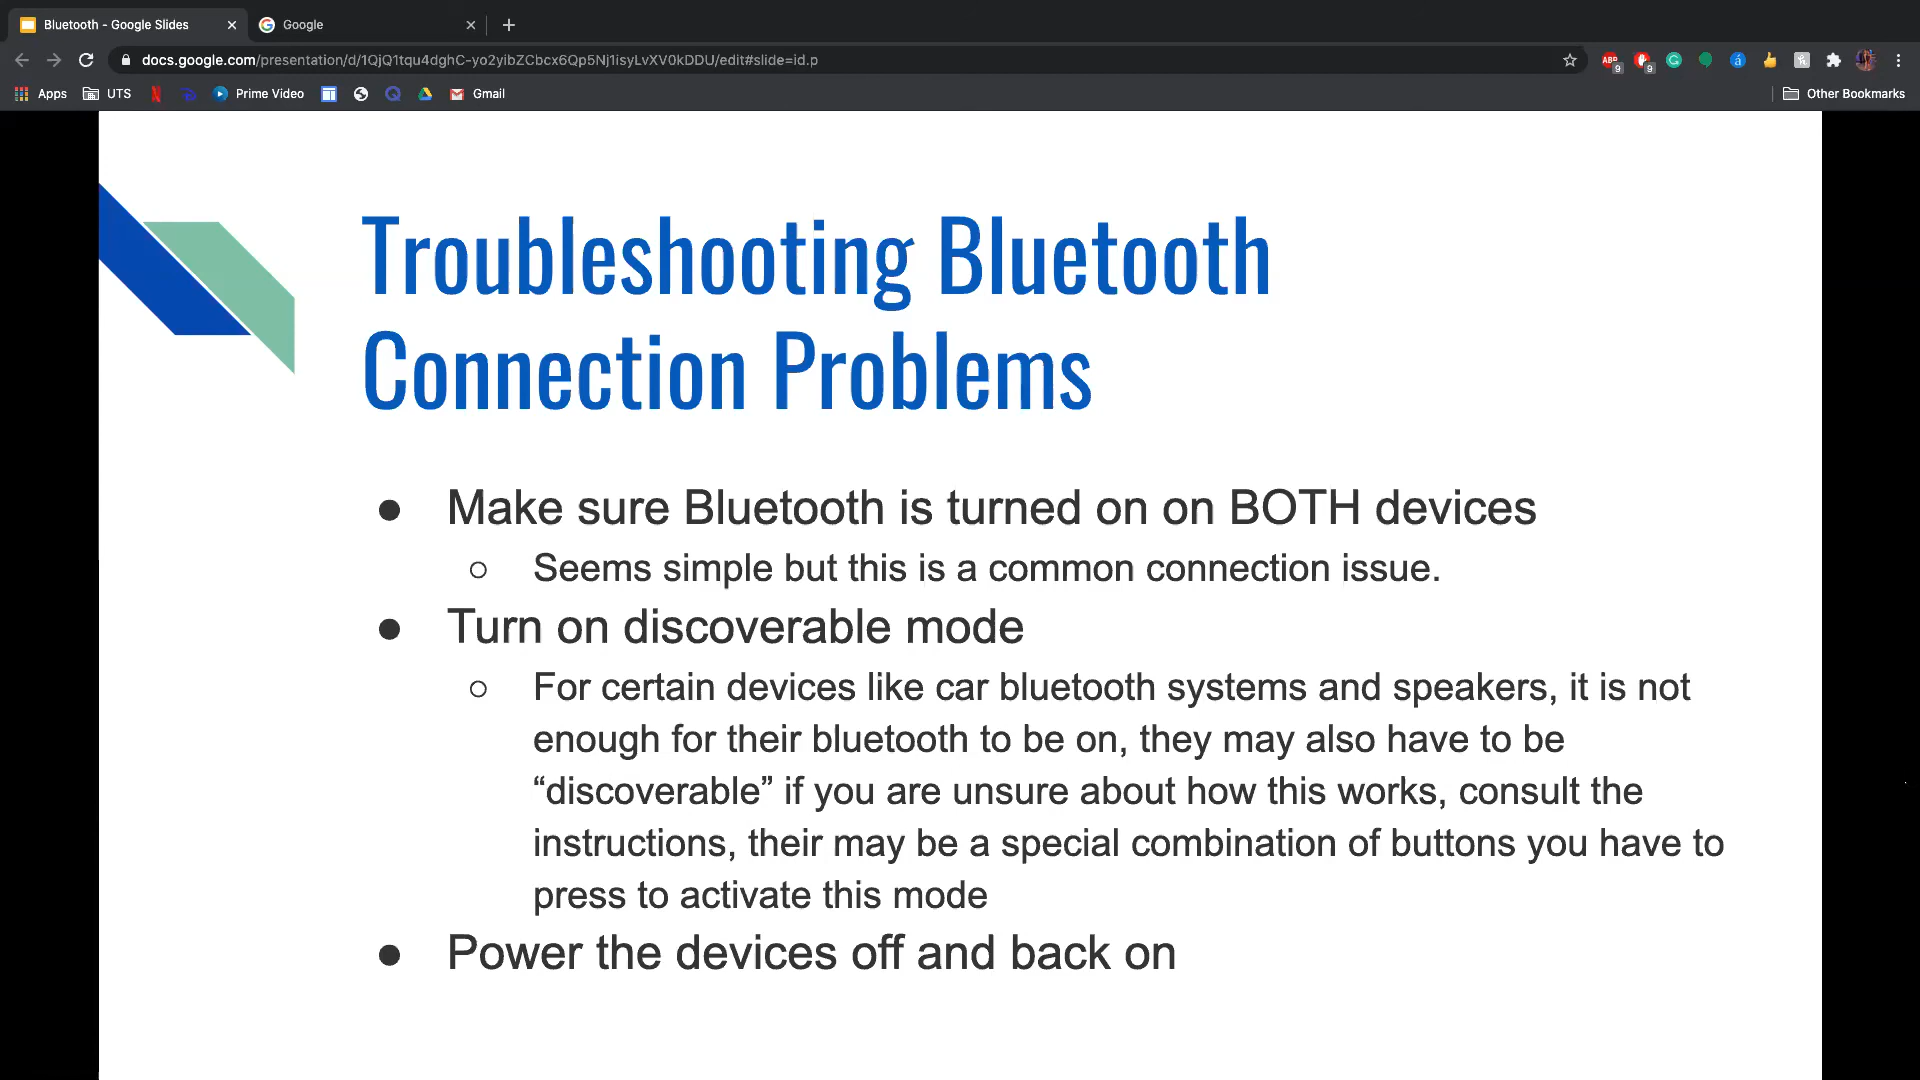 Bluetooth - Google Slides
Google
docs.google.com/presentation/d/1QjQ1tqu4dghC-yo2yibZCbcx6Qp5Nj1isyLvXV0kDDU/edit#slide=id.p
ABP
9
9
Apps
UTS
Prime Video
Gmail
Other Bookmarks
Troubleshooting Bluetooth
Connection Problems
● Make sure Bluetooth is turned on on BOTH devices
○ Seems simple but this is a common connection issue.
● Turn on discoverable mode
○ For certain devices like car bluetooth systems and speakers, it is not
enough for their bluetooth to be on, they may also have to be
“discoverable” if you are unsure about how this works, consult the
instructions, their may be a special combination of buttons you have to
press to activate this mode
● Power the devices off and back on